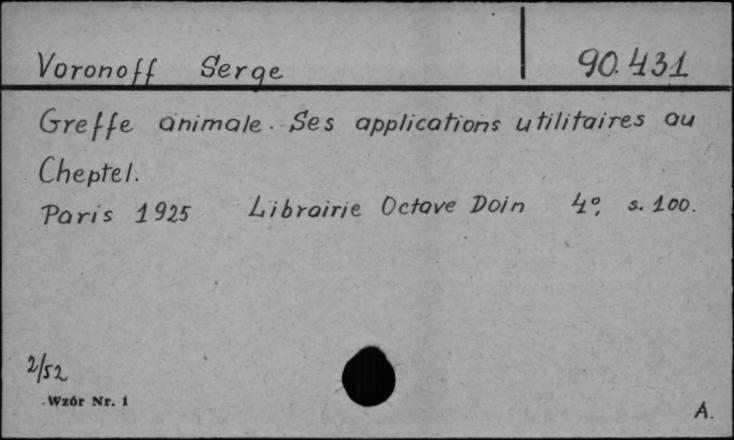 Voronoff Serge 90.431
Greffe animale. Ses applications utilitaires au
Cheptel.
Paris 1925 Librairie Octave Doin 4°, s. 100.
2/52
Wzór Nr. 1
A.